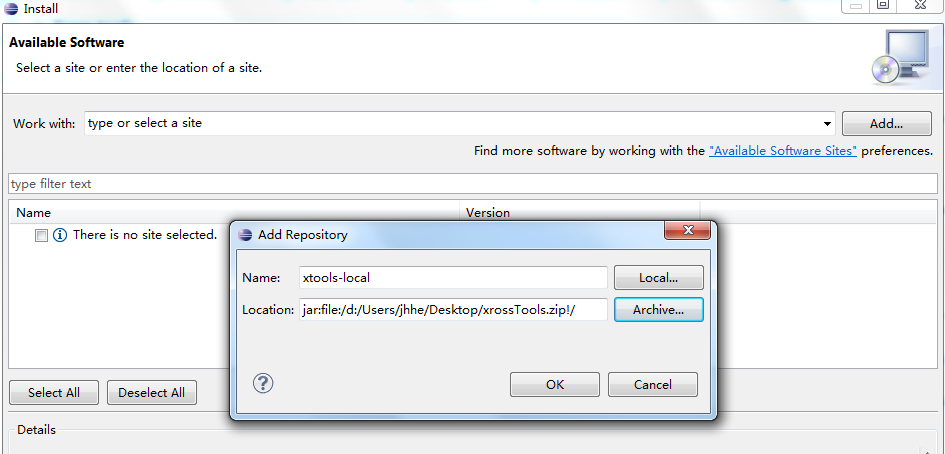 Install
Available Software
Select a site or enter the location of a site.
Work with: type or select a site Add...
Find more software by working with the "Available Software Sites" preferences.
type filter text
Name Version
There is no site selected.
Add Repository
Name: xtools-local Local...
Location: jar:file:/d:/Users/jhhe/Desktop/xrossTools.zip!/ Archive...
? OK Cancel
Select All Deselect All
Details